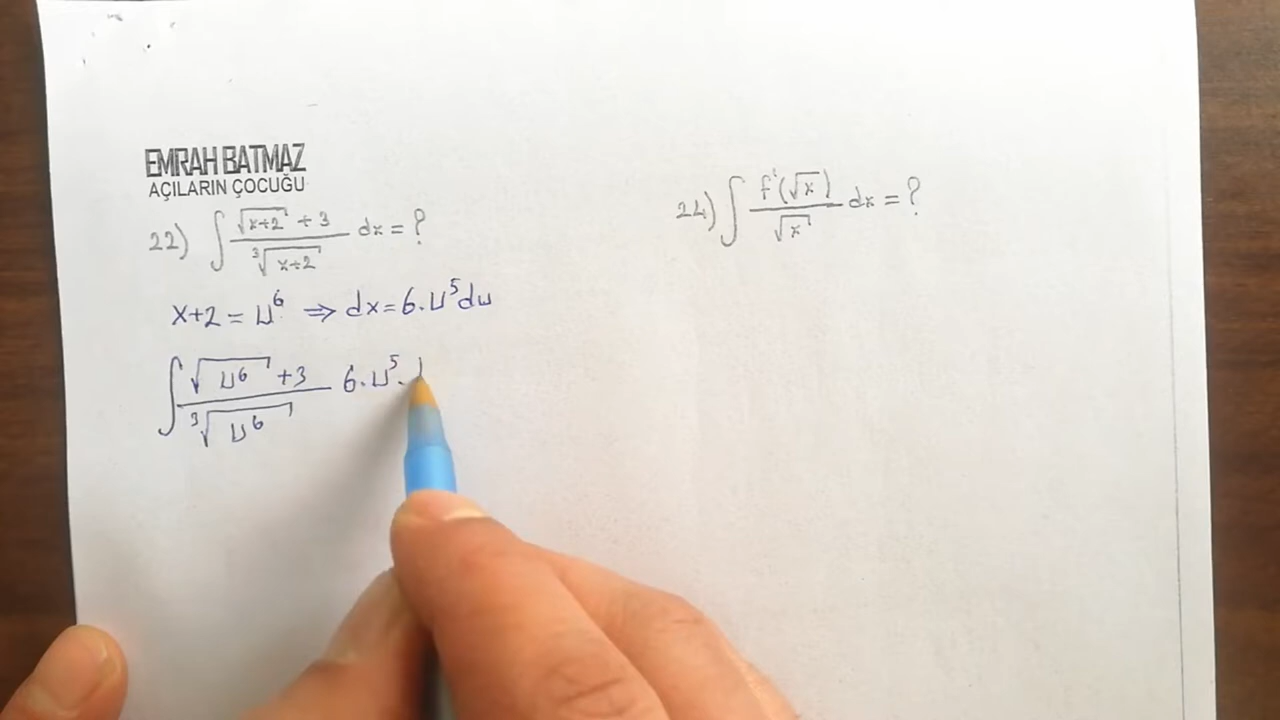 EMRAH BATMAZ
AÇILARIN ÇOCUĞU
22) ∫ (√(x+2) + 3) / ∛(x+2) dx = ?
x+2 = u⁶ ⇒ dx = 6.u⁵du
∫ (√(u⁶) + 3) / ∛(u⁶) 6.u⁵.
24) ∫ f'(√x) / √x dx = ?